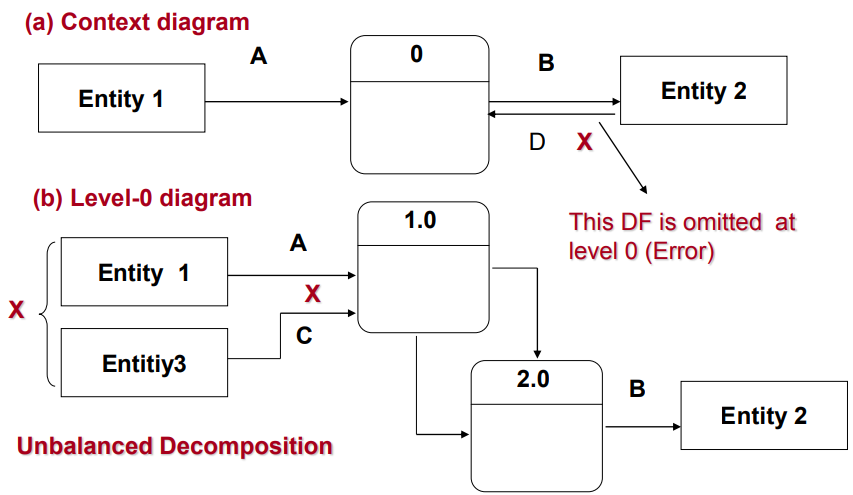 (a) Context diagram
A
0
B
Entity 1
Entity 2
D
X
(b) Level-0 diagram
This DF is omitted at
level 0 (Error)
1.0
A
Entity 1
X
X
C
Entitiy3
2.0
B
Entity 2
Unbalanced Decomposition